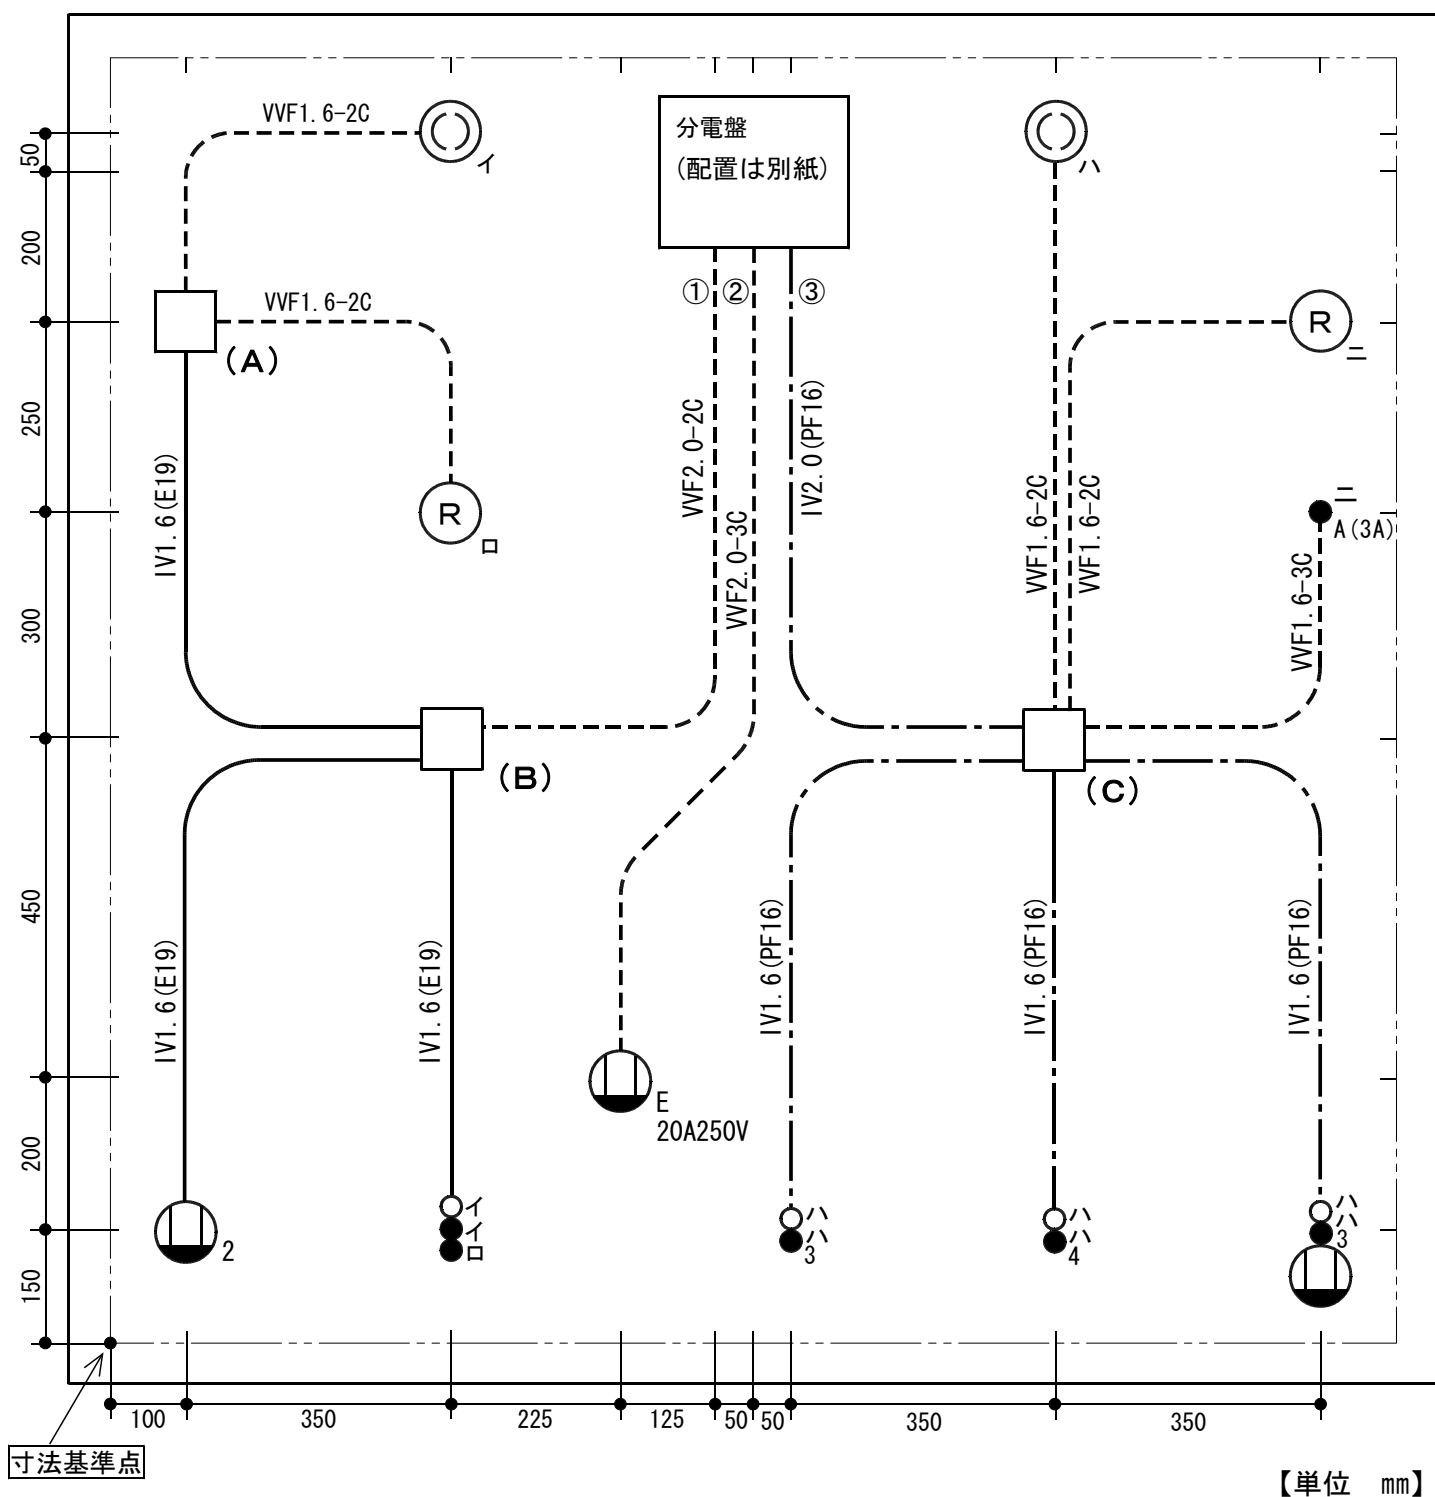 VVF1.6-2C
イ
分電盤
(配置は別紙)
ハ
50
200
①
②
③
VVF1.6-2C
(A)
R
ニ
250
IV1.6(E19)
R
ロ
VVF2.0-2C
VVF2.0-3C
IV2.0(PF16)
VVF1.6-2C
VVF1.6-2C
ニ
A(3A)
VVF1.6-3C
300
(B)
(C)
450
IV1.6(E19)
IV1.6(E19)
IV1.6(PF16)
IV1.6(PF16)
IV1.6(PF16)
E
20A250V
200
2
イ
イ
ロ
ハ
ハ
3
ハ
ハ
4
ハ
ハ
3
150
100
350
225
125
50
50
350
350
寸法基準点
【単位 mm】